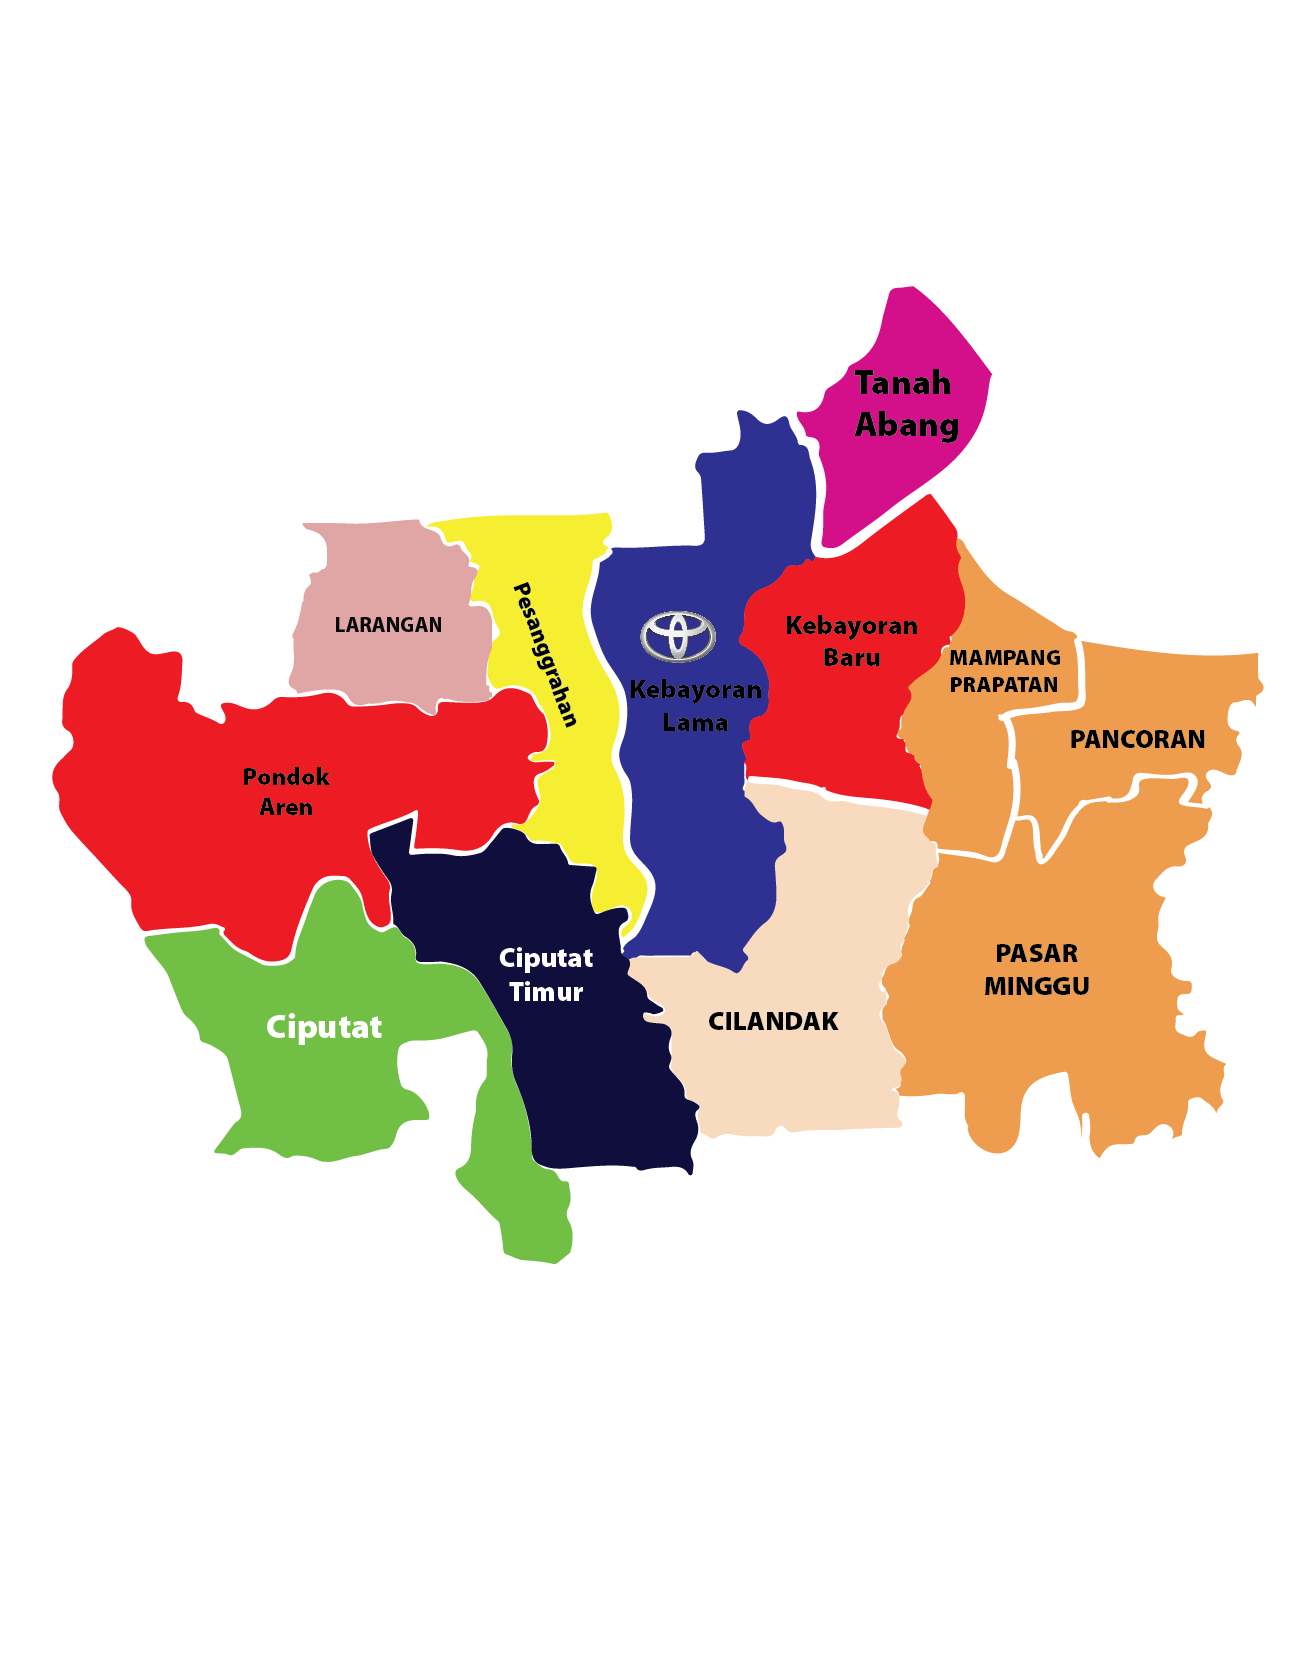 Tanah
Abang
LARANGAN
Pesanggrahan
Kebayoran
Lama
Kebayoran
Baru
MAMPANG
PRAPATAN
PANCORAN
Pondok
Aren
Ciputat
Timur
Ciputat
CILANDAK
PASAR
MINGGU